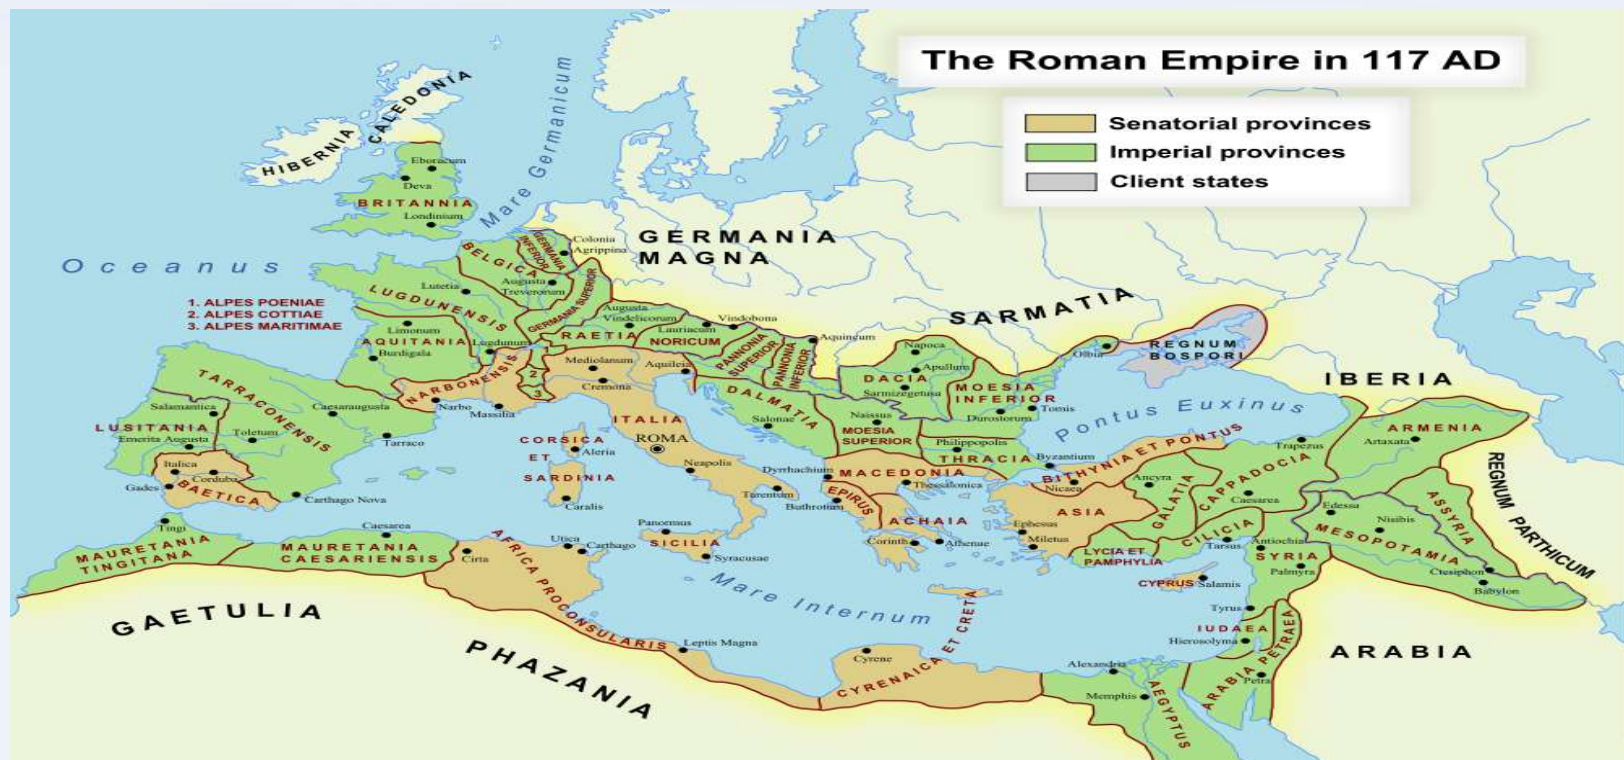 The Roman Empire in 117 AD
Senatorial provinces
Imperial provinces
Client states
CALEDONIA
HIBERNIA
Eboracum
Deva
BRITANNIA
Londinium
Mare Germanicum
Oceanus
GERMANIA
MAGNA
SARMATIA
Colonia
Agrippina
GERMANIA
INFERIOR
BELGICA
Augusta
Treverorum
Lutetia
LUGDUNENSIS
GERMANIA SUPERIOR
1. ALPES POENIAE
2. ALPES COTTIAE
3. ALPES MARITIMAE
Limonum
AQUITANIA
Lugdunum
Burdigala
NARBONENSIS
Narbo
Massilia
1
2
3
Augusta
Vindelicorum
RAETIA
Lauriacum
NORICUM
Vindobona
PANNONIA
SUPERIOR
PANNONIA
INFERIOR
Aquincum
Mediolanum
Aquileia
Cremona
ITALIA
ROMA
Neapolis
Tarentum
DALMATIA
Salonae
Napoca
Apullum
DACIA
Sarmizegetusa
MOESIA
INFERIOR
Tomis
Durostorum
Naissus
MOESIA
SUPERIOR
Philippopolis
THRACIA
Byzantium
Olbia
REGNUM
BOSPORI
IBERIA
Pontus Euxinus
TARRACONENSIS
Salamantica
Caesaraugusta
LUSITANIA
Toletum
Emerita Augusta
Tarraco
Italica
Corduba
Gades
BAETICA
Carthago Nova
CORSICA
ET
SARDINIA
Aleria
Caralis
Dyrrhachium
MACEDONIA
Thessalonica
EPIRUS
Buthrotum
ACHAIA
Corinth
Athenae
Panormus
SICILIA
Syracusae
BITHYNIA ET PONTUS
Nicaea
Ancyra
GALATIA
CAPPADOCIA
Caesarea
Trapezus
ARMENIA
Artaxata
ASIA
Ephesus
Miletus
LYCIA ET
PAMPHYLIA
CILICIA
Tarsus
Antiochia
SYRIA
Palmyra
CYPRUS
Salamis
Edessa
Nisibis
ASSYRIA
MESOPOTAMIA
Ctesiphon
Babylon
REGNUM PARTHICUM
Tyrus
IUDAEA
Hierosolyma
ARABIA PETRAEA
Petra
ARABIA
Tingi
MAURETANIA
TINGITANA
Caesarea
MAURETANIA
CAESARIENSIS
Cirta
Utica
Carthago
AFRICA PROCONSULARIS
Leptis Magna
Mare Internum
Cyrene
CYRENAICA ET CRETA
Alexandria
Memphis
AEGYPTUS
GAETULIA
PHAZANIA